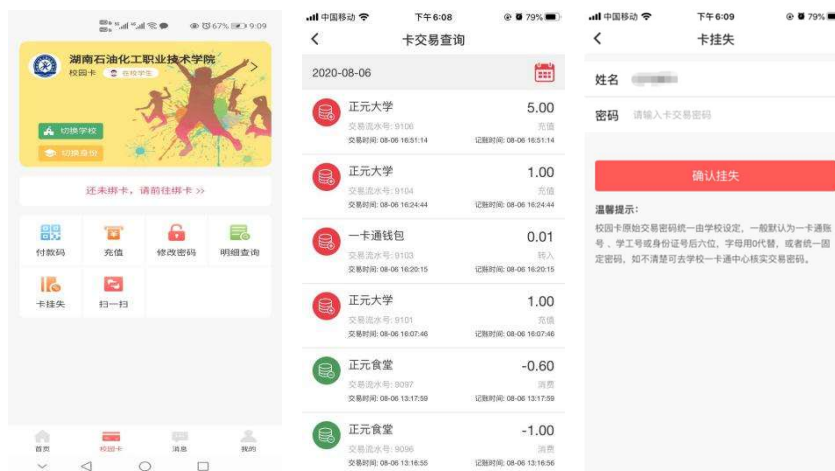 67% 9:09
湖南石油化工职业技术学院
校园卡 在校学生
切换学校
切换身份
还未绑卡,请前往绑卡 >>
付款码 充值 修改密码 明细查询
卡挂失 扫一扫
首页 校园卡 消息 我的
中国移动 下午6:08 79%
卡交易查询
2020-08-06
正元大学 5.00
交易流水号: 9106 充值
交易时间: 08-06 16:51:14 记账时间: 08-06 16:51:14
正元大学 1.00
交易流水号: 9104 充值
交易时间: 08-06 16:24:44 记账时间: 08-06 16:24:44
一卡通钱包 0.01
交易流水号: 9103 转入
交易时间: 08-06 16:20:15 记账时间: 08-06 16:20:15
正元大学 1.00
交易流水号: 9101 充值
交易时间: 08-06 16:07:46 记账时间: 08-06 16:07:46
正元食堂 -0.60
交易流水号: 9097 消费
交易时间: 08-06 13:17:59 记账时间: 08-06 13:17:59
正元食堂 -1.00
交易流水号: 9096 消费
交易时间: 08-06 13:16:55 记账时间: 08-06 13:16:56
中国移动 下午6:09 79%
卡挂失
姓名
密码 请输入卡交易密码
确认挂失
温馨提示:
校园卡原始交易密码统一由学校设定,一般默认为一卡通账
号、学工号或身份证号后六位,字母用0代替,或者统一固
定密码,如不清楚可去学校一卡通中心核实交易密码。